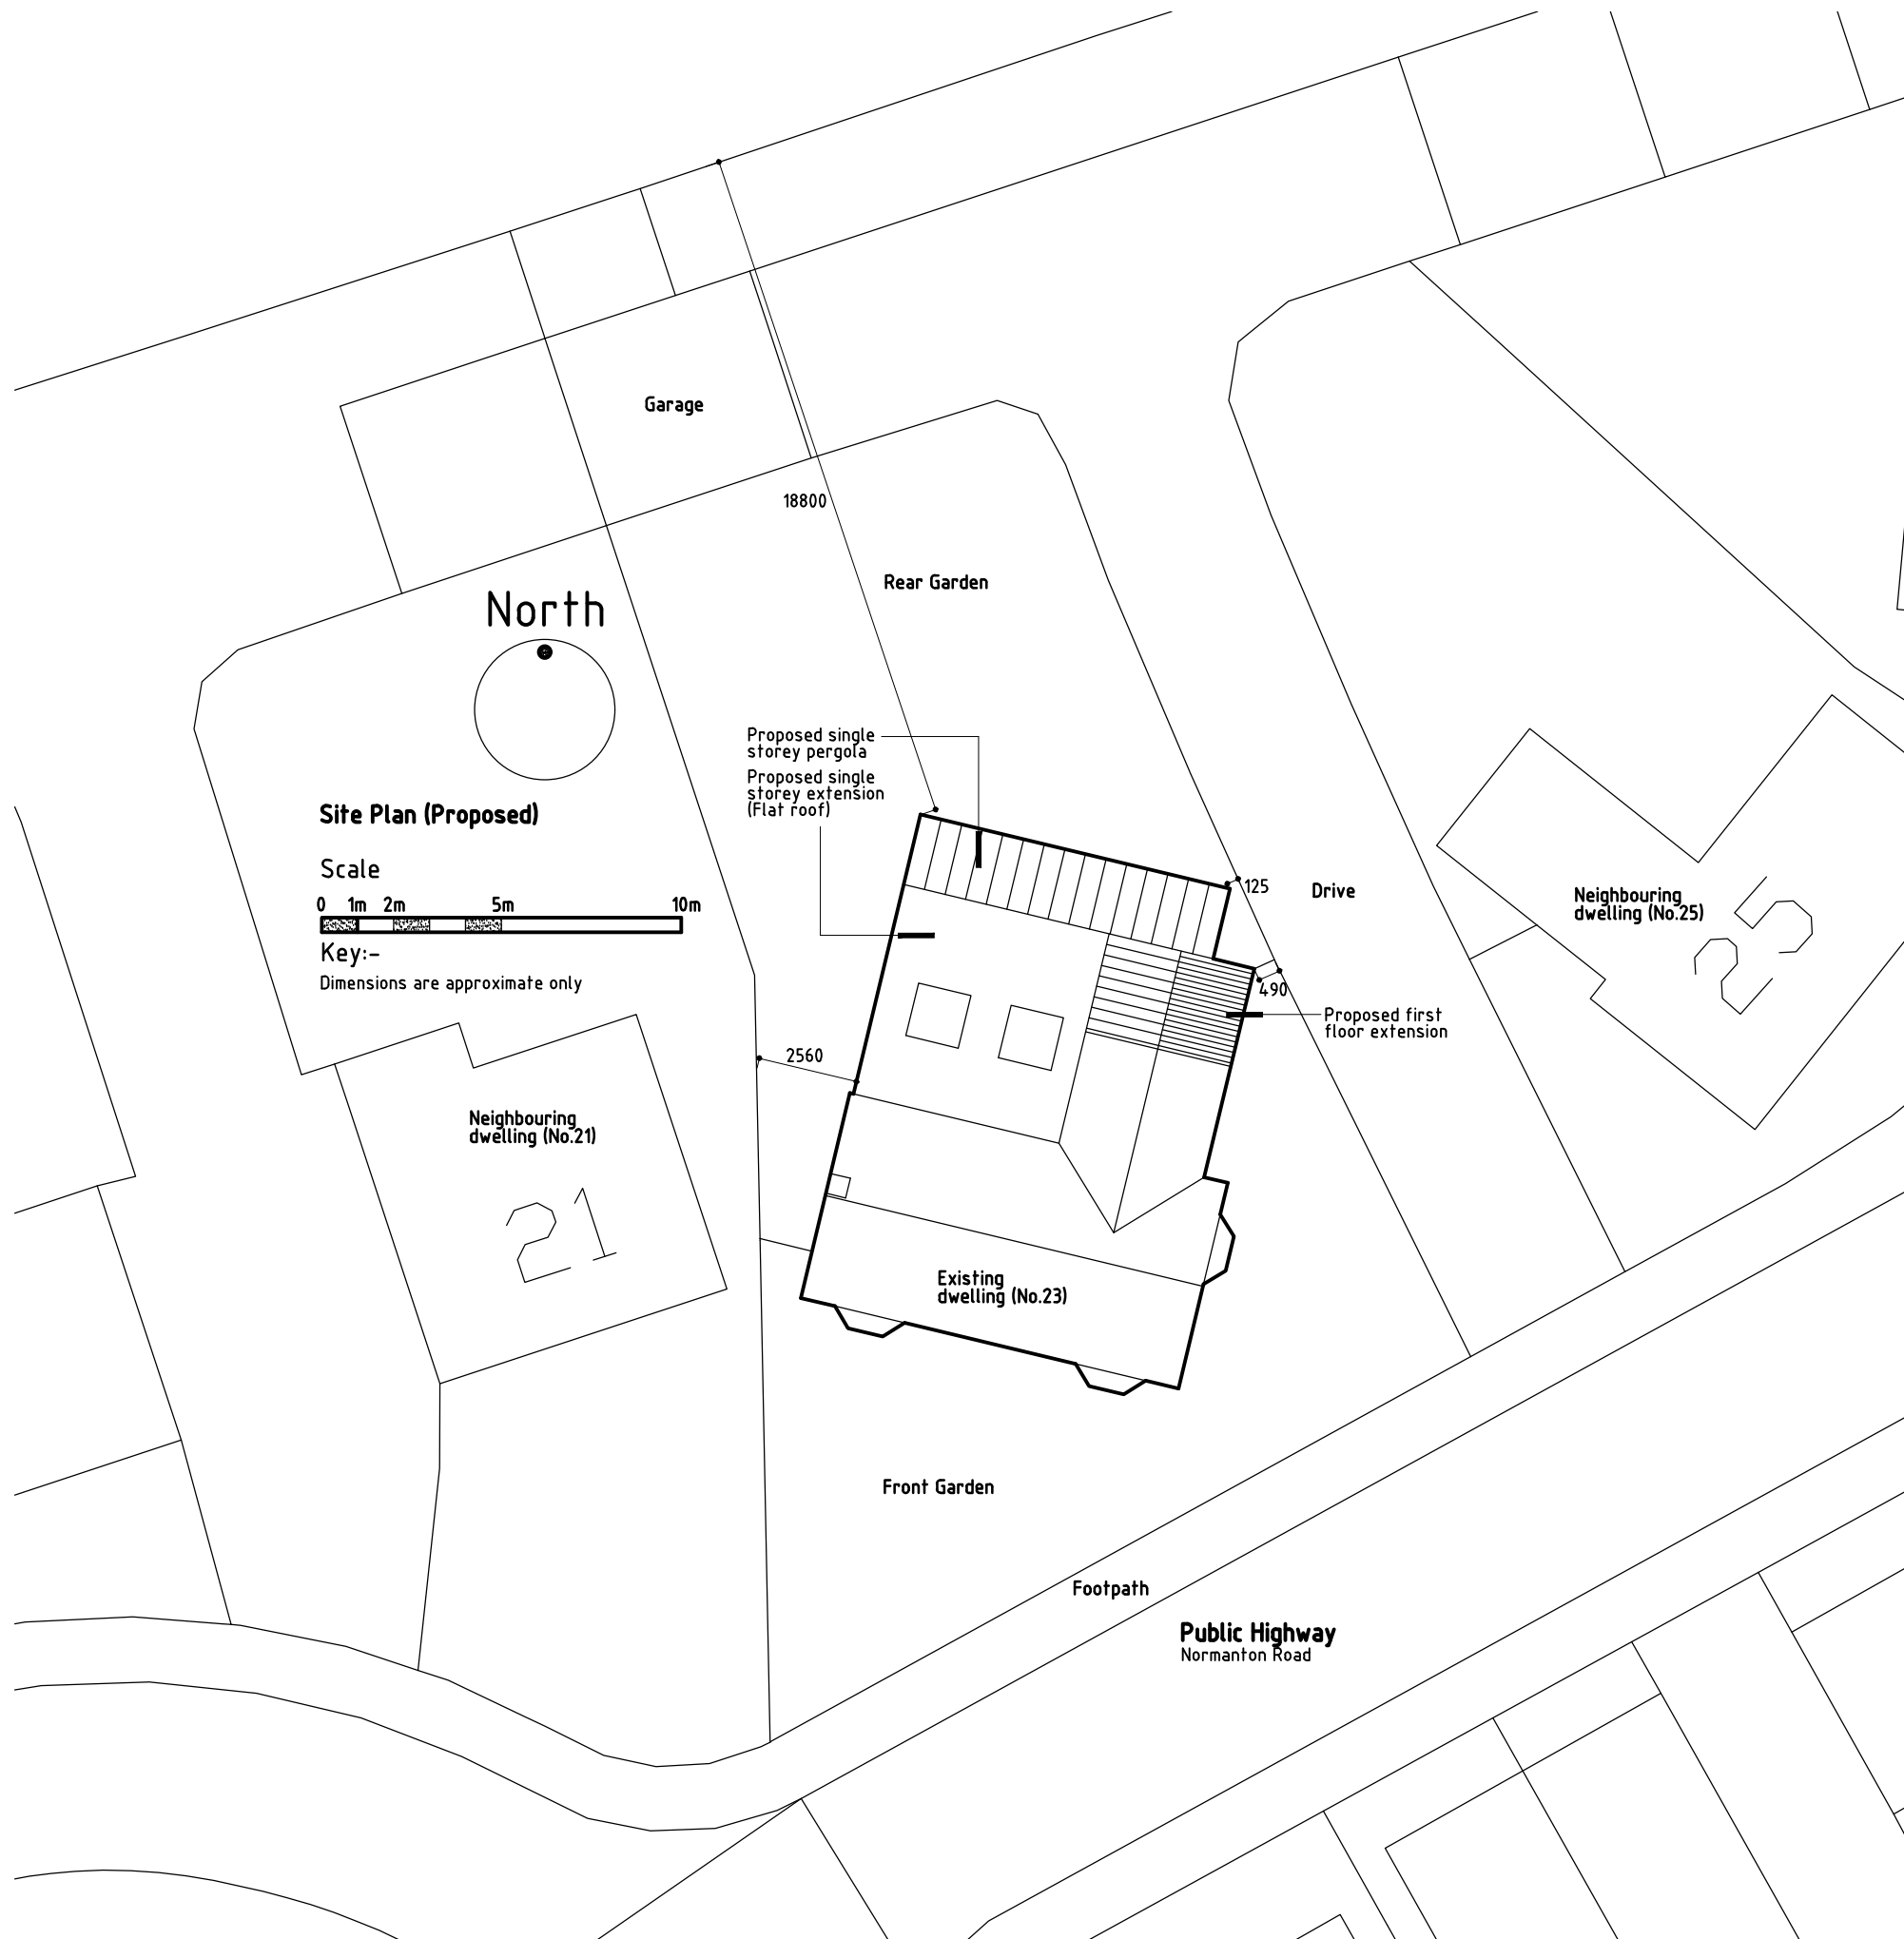 Garage
18800
Rear Garden
North
Proposed single
storey pergola
Proposed single
storey extension
(Flat roof)
Site Plan (Proposed)
Scale
0 1m 2m 5m 10m
Key:-
Dimensions are approximate only
125
Drive
490
Proposed first
floor extension
Neighbouring
dwelling (No.25)
25
2560
Neighbouring
dwelling (No.21)
21
Existing
dwelling (No.23)
Front Garden
Footpath
Public Highway
Normanton Road